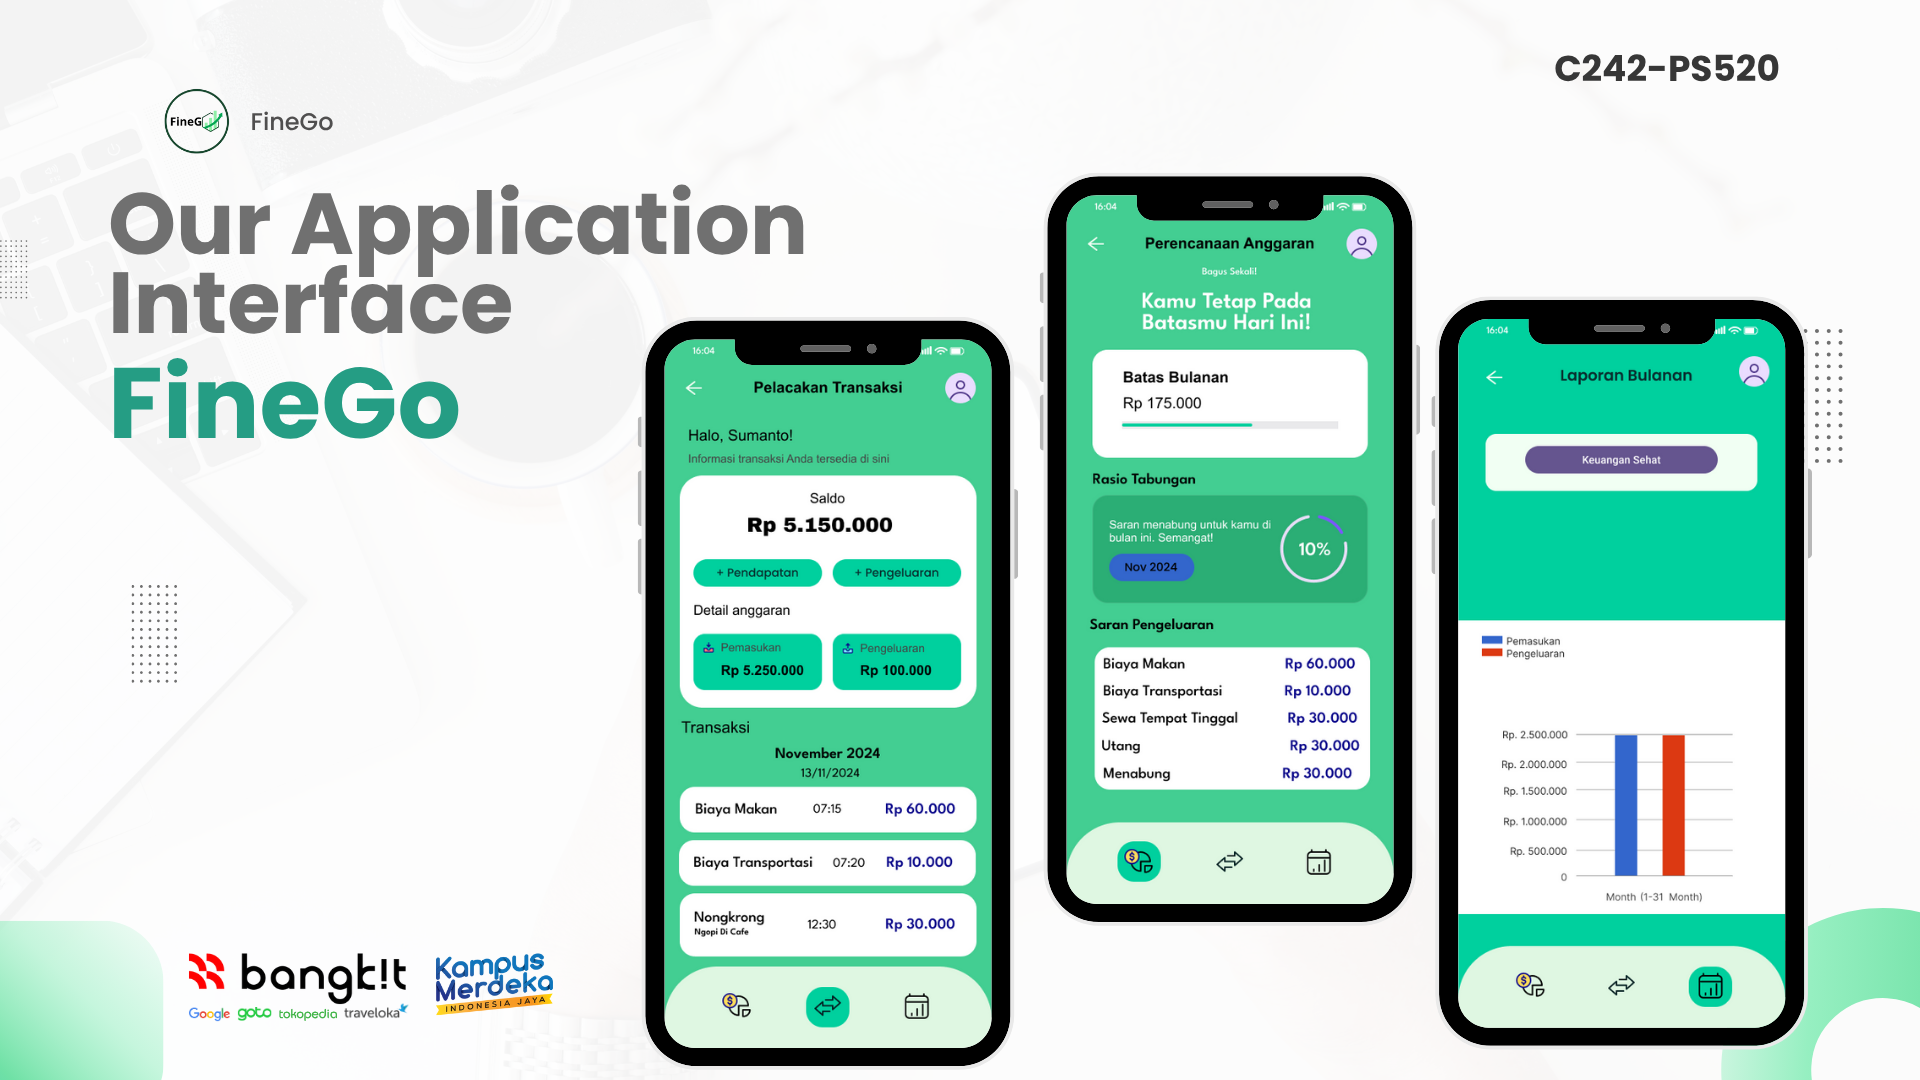 C242-PS520
FineGo
FineGo
Our Application
Interface
FineGo
16:04
Pelacakan Transaksi
Halo, Sumanto!
Informasi transaksi Anda tersedia di sini
Saldo
Rp 5.150.000
+ Pendapatan
+ Pengeluaran
Detail anggaran
Pemasukan
Rp 5.250.000
Pengeluaran
Rp 100.000
Transaksi
November 2024
13/11/2024
Biaya Makan 07:15 Rp 60.000
Biaya Transportasi 07:20 Rp 10.000
Nongkrong 12:30 Rp 30.000
Ngopi Di Cafe
16:04
Perencanaan Anggaran
Bagus Sekali!
Kamu Tetap Pada
Batasmu Hari Ini!
Batas Bulanan
Rp 175.000
Rasio Tabungan
Saran menabung untuk kamu di
bulan ini. Semangat!
Nov 2024
10%
Saran Pengeluaran
Biaya Makan Rp 60.000
Biaya Transportasi Rp 10.000
Sewa Tempat Tinggal Rp 30.000
Utang Rp 30.000
Menabung Rp 30.000
16:04
Laporan Bulanan
Keuangan Sehat
Pemasukan
Pengeluaran
Rp. 2.500.000
Rp. 2.000.000
Rp. 1.500.000
Rp. 1.000.000
Rp. 500.000
0
Month (1-31 Month)
bangk!t
Google goto tokopedia traveloka
Kampus
Merdeka
INDONESIA JAYA